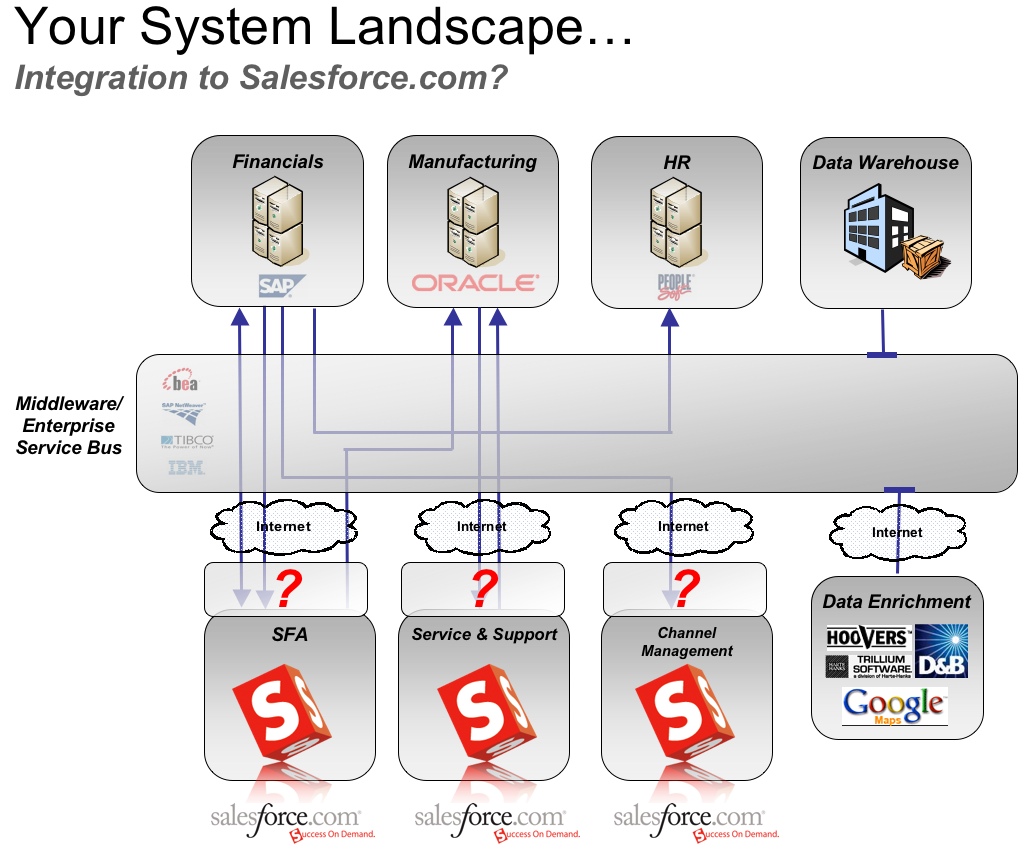 Your System Landscape…
Integration to Salesforce.com?
Financials
SAP
Manufacturing
ORACLE
HR
PEOPLE
Soft
Data Warehouse
Middleware/
Enterprise
Service Bus
bea
SAP NetWeaver
TIBCO
The Power of Now
IBM
Internet
Internet
Internet
Internet
?
?
?
SFA
Service & Support
Channel
Management
Data Enrichment
HOOVERS™
HARTE
HANKS
TRILLIUM
SOFTWARE
a division of Harte-Hanks
D&B
Google
Maps
S S
S S
S S
salesforce.com
Success On Demand.
salesforce.com
Success On Demand.
salesforce.com
Success On Demand.